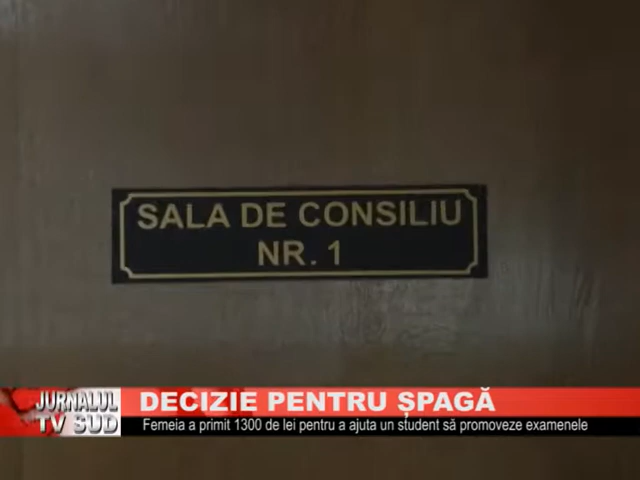 SALA DE CONSILIU
NR. 1
JURNALUL
TV SUD
DECIZIE PENTRU ȘPAGĂ
Femeia a primit 1300 de lei pentru a ajuta un student să promoveze examenele